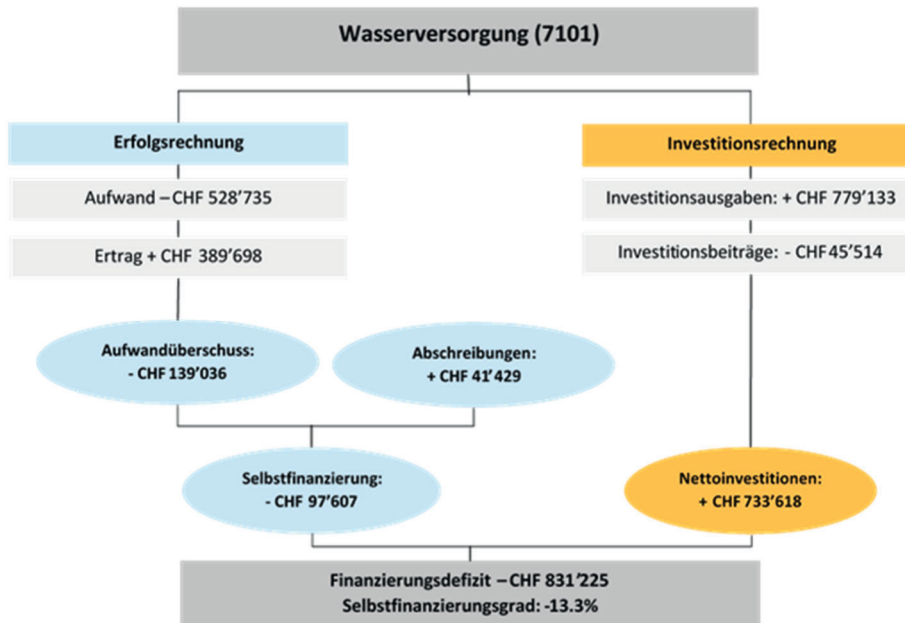 Wasserversorgung (7101)
Erfolgsrechnung
Aufwand – CHF 528’735
Ertrag + CHF 389’698
Aufwandüberschuss:
- CHF 139’036
Abschreibungen:
+ CHF 41’429
Selbstfinanzierung:
- CHF 97’607
Investitionsrechnung
Investitionsausgaben: + CHF 779’133
Investitionsbeiträge: - CHF 45’514
Nettoinvestitionen:
+ CHF 733’618
Finanzierungsdefizit – CHF 831’225
Selbstfinanzierungsgrad: -13.3%